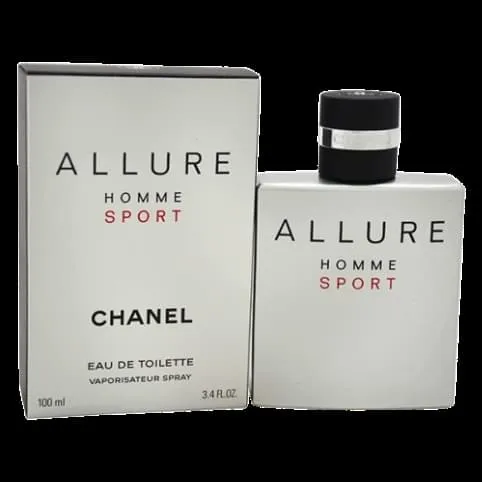 ALLURE
HOMME
SPORT
CHANEL
EAU DE TOILETTE
VAPORISATEUR SPRAY
100 ml 3.4 FL.OZ.
ALLURE
HOMME
SPORT